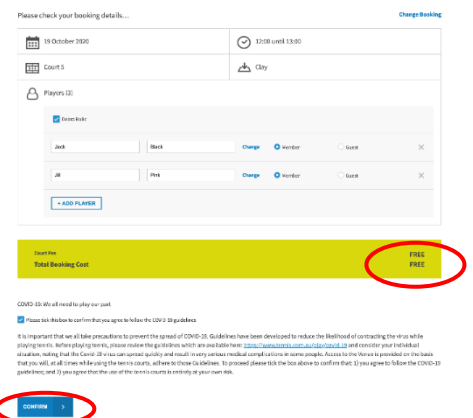 Please check your booking details...
Change Booking
19 October 2020
12:00 until 13:00
Court 5
Clay
Players (3)
Jack
Black
Change
Member
Guest
Jill
Pink
Change
Member
Guest
+ ADD PLAYER
Court Fee
FREE
Total Booking Cost
FREE
COVID-19: We all need to play our part
Please tick this box to confirm that you agree to follow the COVID-19 guidelines
It is important that we all take precautions to prevent the spread of COVID-19. Guidelines have been developed to reduce the likelihood of contracting the virus while
playing tennis. Before playing tennis, please review the guidelines which are available here: https://www.tennis.com.au/play/covid-19 and consider your individual
situation, noting that the Covid-19 virus can spread quickly and result in very serious medical complications in some people. Access to the Venue is provided on the basis
that you will, at all times while using the tennis courts, adhere to those Guidelines. To proceed please tick the box above to confirm that: 1) you agree to follow the COVID-19
guidelines; and 2) you agree that the use of the tennis courts is entirely at your own risk.
CONFIRM >